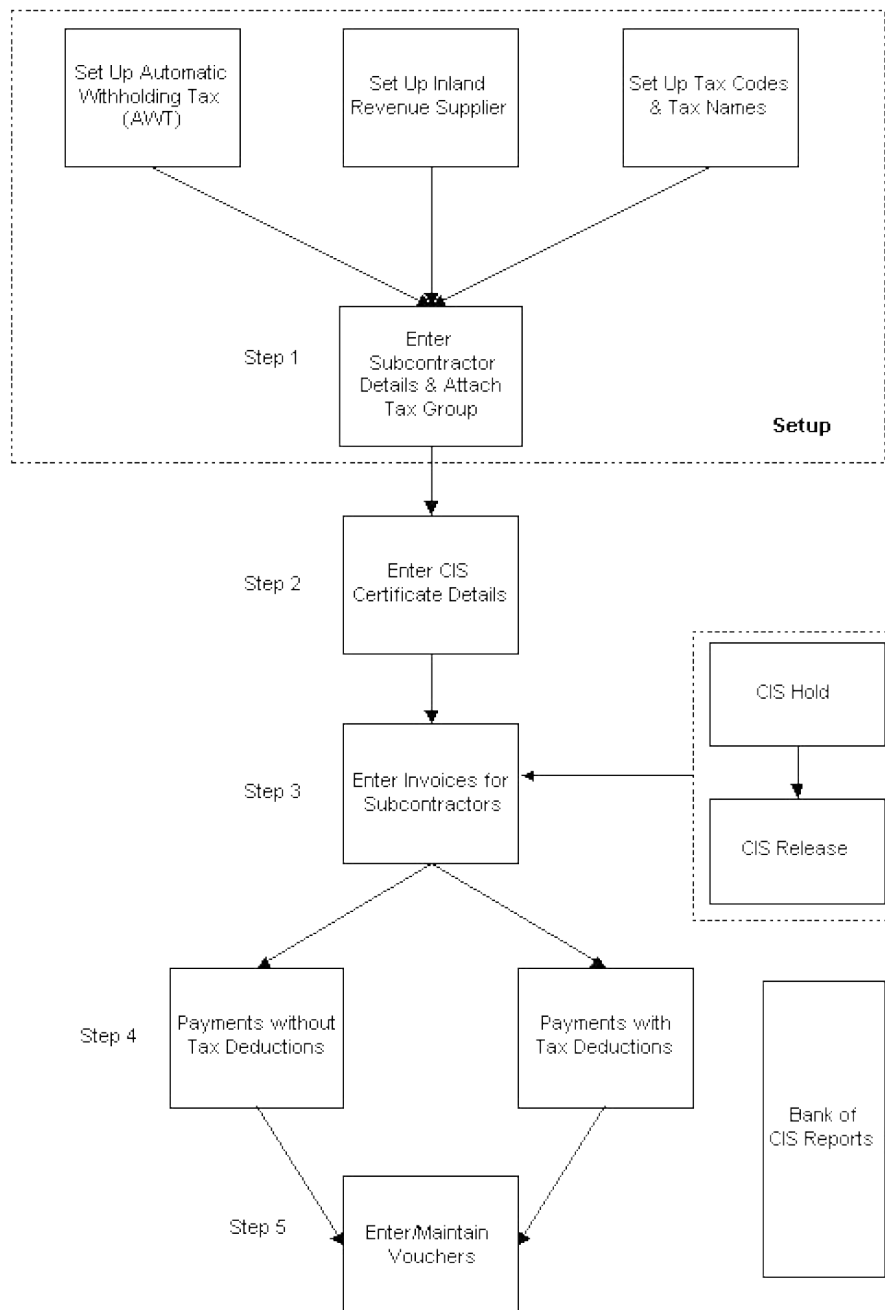 Set Up Automatic
Withholding Tax
(AWT)
Set Up Inland
Revenue Supplier
Set Up Tax Codes
& Tax Names
Step 1
Enter
Subcontractor
Details & Attach
Tax Group
Setup
Step 2
Enter CIS
Certificate Details
CIS Hold
Step 3
Enter Invoices for
Subcontractors
CIS Release
Step 4
Payments without
Tax Deductions
Payments with
Tax Deductions
Bank of
CIS Reports
Step 5
Enter/Maintain
Vouchers